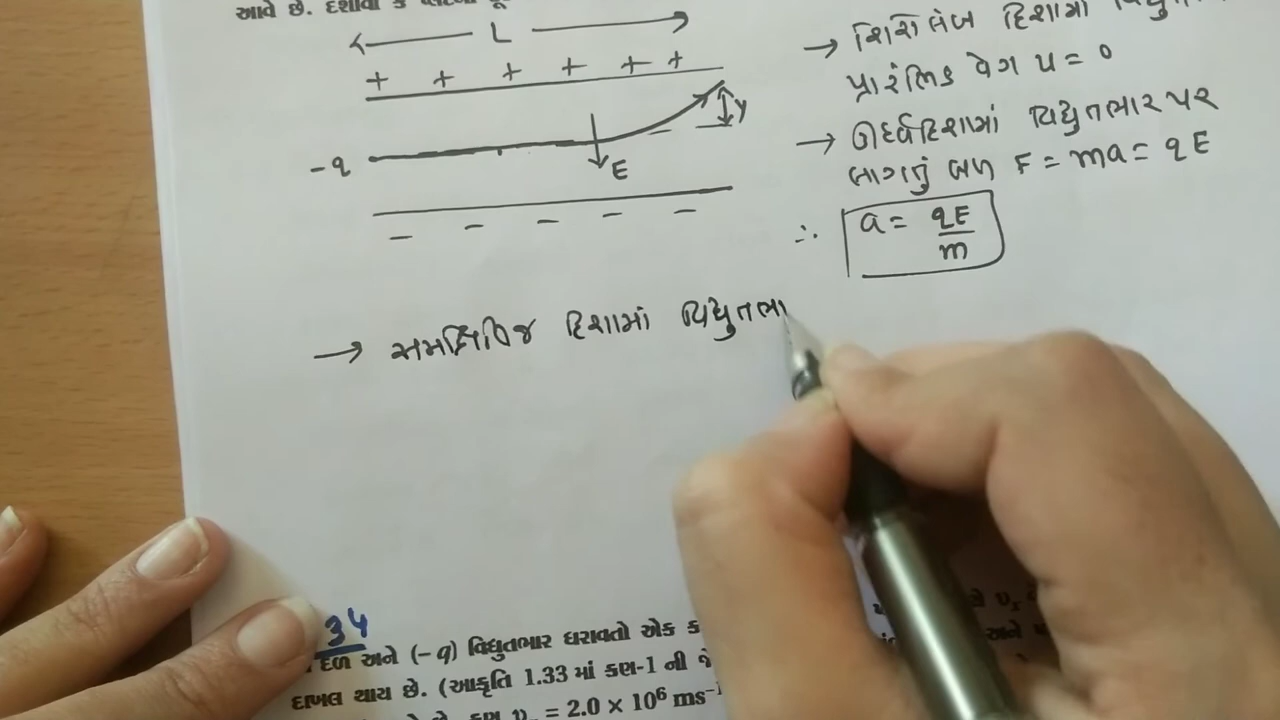 આવે છે. દર્શાવો કે
L
+ + + + + +
y
-q
E
- - - - -
→ શિરોલંબ દિશામાં
પ્રારંભિક વેગ u = 0
→ ઊર્ધ્વદિશામાં વિદ્યુતભાર પર
લાગતું બળ F = ma = qE
∴ a = qE/m
→ સમક્ષિતિજ દિશામાં વિદ્યુતભા
34
દળ અને (– q) વિદ્યુતભાર ધરાવતો એક ક
દાખલ થાય છે. (આકૃતિ 1.33 માં કણ-1 ની જે
= 2.0 × 10⁶ ms⁻¹
અને